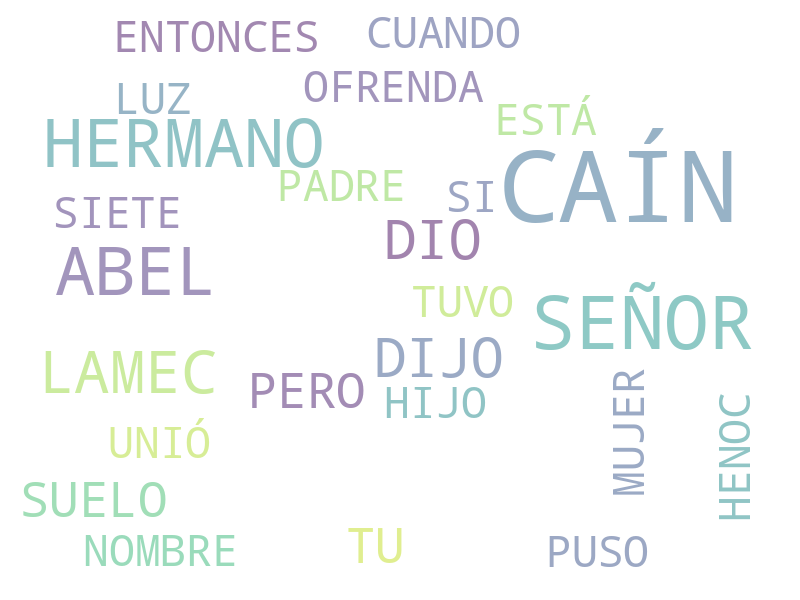 ENTONCES
CUANDO
OFRENDA
LUZ
ESTÁ
HERMANO
CAÍN
PADRE
SI
SIETE
DIO
ABEL
TUVO
SEÑOR
DIJO
LAMEC
PERO
HIJO
MUJER
HENOC
UNIÓ
SUELO
NOMBRE
TU
PUSO